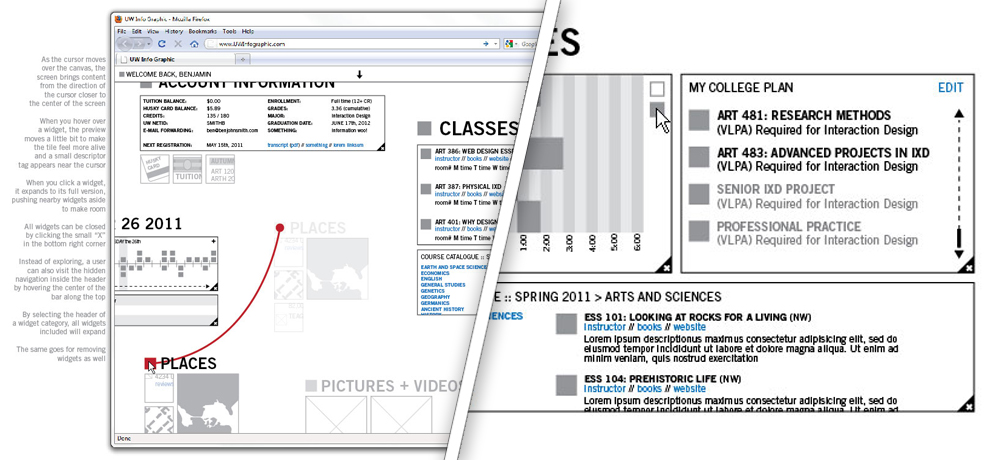 As the cursor moves
over the canvas, the
screen brings content
from the direction of
the cursor closer to
the center of the screen
When you hover over
a widget, the preview
moves a little bit to make
the tile feel more alive
and a small descriptor
tag appears near the cursor
When you click a widget,
it expands to its full version,
pushing nearby widgets aside
to make room
All widgets can be closed
by clicking the small "X"
in the bottom right corner
Instead of exploring, a user
can also visit the hidden
navigation inside the header
by hovering the center of the
bar along the top
By selecting the header of
a widget category, all widgets
included will expand
The same goes for removing
widgets as well
UW Info Graphic - Mozilla Firefox
File Edit View History Bookmarks Tools Help
www.UWInfographic.com
UW Info Graphic
WELCOME BACK, BENJAMIN
ACCOUNT INFORMATION
TUITION BALANCE: $0.00 ENROLLMENT: Full time (12+ CR)
HUSKY CARD BALANCE: $5.89 GRADES: 3.36 (cumulative)
CREDITS: 135 / 180 MAJOR: Interaction Design
UW NETID: SMITHB GRADUATION DATE: JUNE 17th, 2012
E-MAIL FORWARDING: ben@benjohnsmith.com SOMETHING: Information woo!
NEXT REGISTRATION: MAY 15th, 2011 transcript (pdf) // something // lorem linksum
HUSKY
CARD
TUITION
AUTUM
ART 120
ARTH 20
CLASSES
ART 386: WEB DESIGN ESSE
instructor // books // website
room# M time T time W tim
ART 387: PHYSICAL IXD
instructor // books // website
room# M time T time W t
ART 401: WHY DESIGN
instructor // books // web
room# M time T time
COURSE CATALOGUE :: S
EARTH AND SPACE SCIENCE
ECONOMICS
ENGLISH
GENERAL STUDIES
GENETICS
GEOGRAPHY
GERMANICS
ANCIENT HISTORY
HISTORY
26 2011
DAY the 26th
PLACES
PLACES
PICTURES + VIDEOS
Done
ES
1:00 2:00 3:00 4:00 5:00 6:00
MY COLLEGE PLAN EDIT
ART 481: RESEARCH METHODS
(VLPA) Required for Interaction Design
ART 483: ADVANCED PROJECTS IN IXD
(VLPA) Required for Interaction Design
SENIOR IXD PROJECT
(VLPA) Required for Interaction Design
PROFESSIONAL PRACTICE
(VLPA) Required for Interaction Design
E :: SPRING 2011 > ARTS AND SCIENCES
ENCES
ESS 101: LOOKING AT ROCKS FOR A LIVING (NW)
instructor // books // website
Lorem ipsum descriptionus maximus consectetur adipisicing elit, sed do
eiusmod tempor incididunt ut labore et dolore magna aliqua. Ut enim ad
minim veniam, quis nostrud exercitation
ESS 104: PREHISTORIC LIFE (NW)
instructor // books // website
Lorem ipsum descriptionus maximus consectetur adipisicing elit, sed do
eiusmod tempor incididunt ut labore et dolore magna aliqua. Ut enim ad